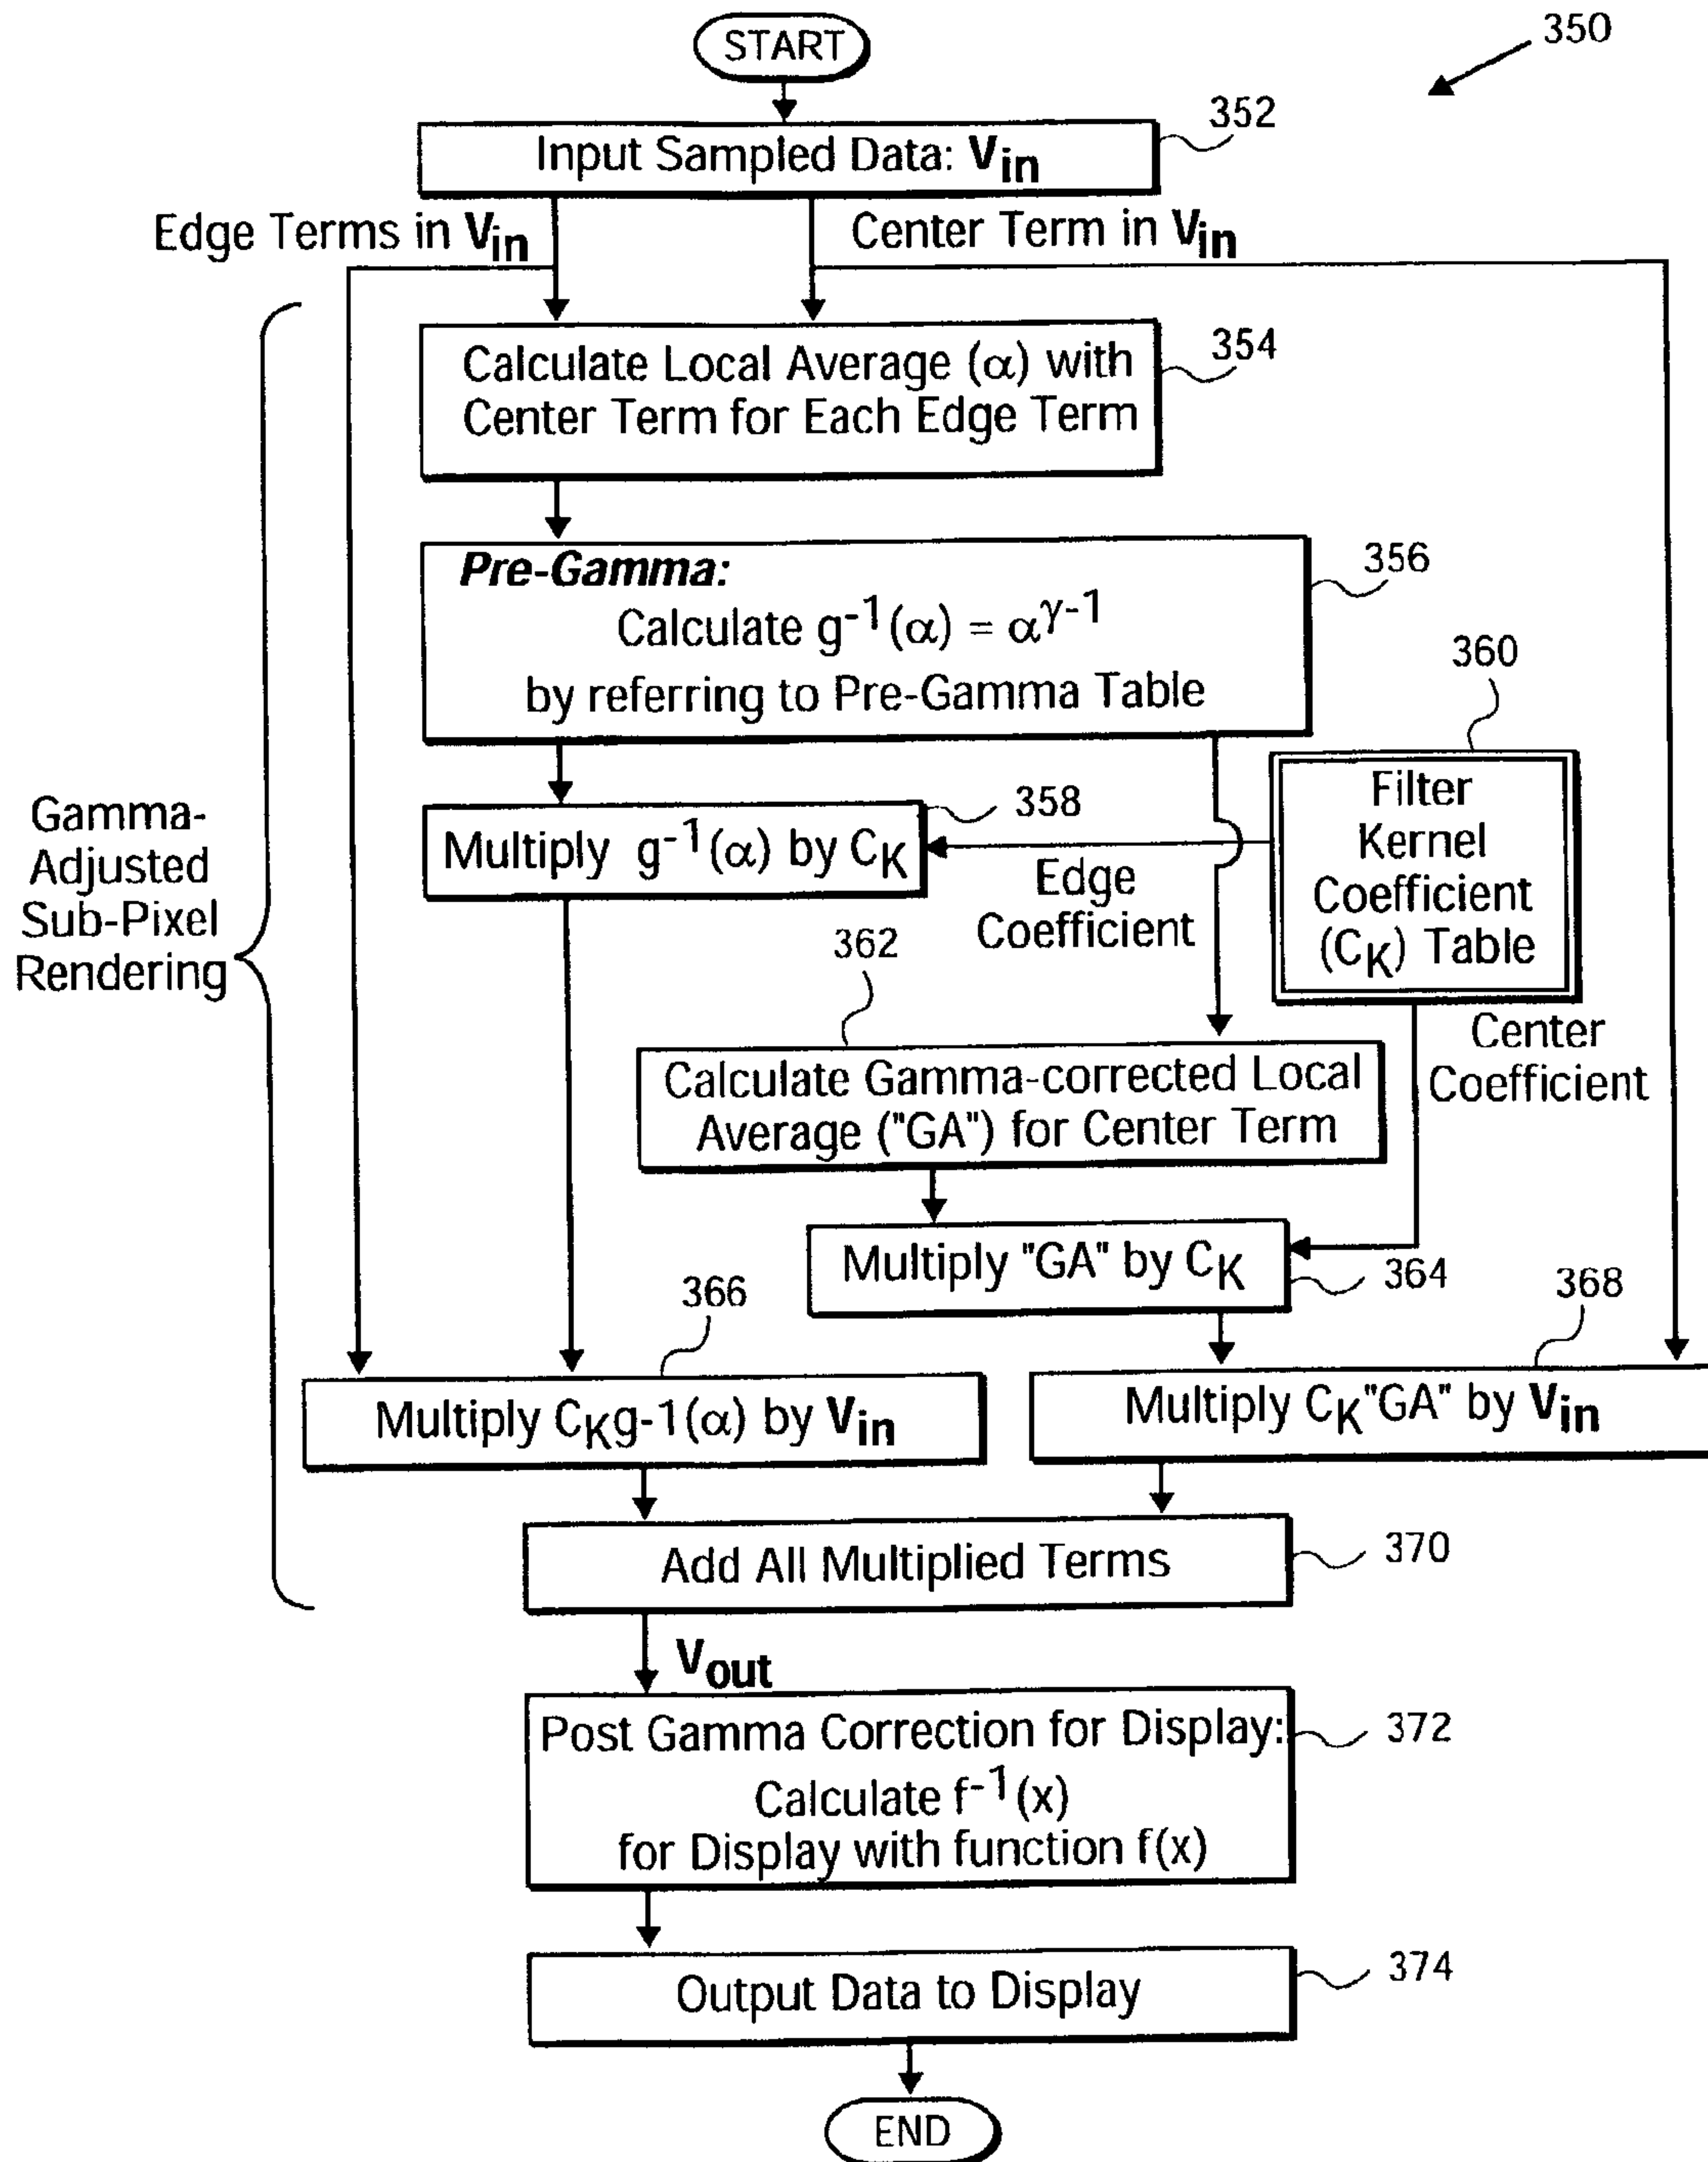 START
350
352
Input Sampled Data: Vin
Edge Terms in Vin
Center Term in Vin
354
Calculate Local Average (α) with
Center Term for Each Edge Term
356
Pre-Gamma:
Calculate g-1(α) = αγ-1
by referring to Pre-Gamma Table
360
Filter
Kernel
Coefficient
(CK) Table
358
Multiply g-1(α) by CK
Edge
Coefficient
Gamma-
Adjusted
Sub-Pixel
Rendering
362
Center
Coefficient
Calculate Gamma-corrected Local
Average ("GA") for Center Term
Multiply "GA" by CK
364
366
368
Multiply CKg-1(α) by Vin
Multiply CK"GA" by Vin
Add All Multiplied Terms
370
Vout
Post Gamma Correction for Display:
372
Calculate f-1(x)
for Display with function f(x)
Output Data to Display
374
END